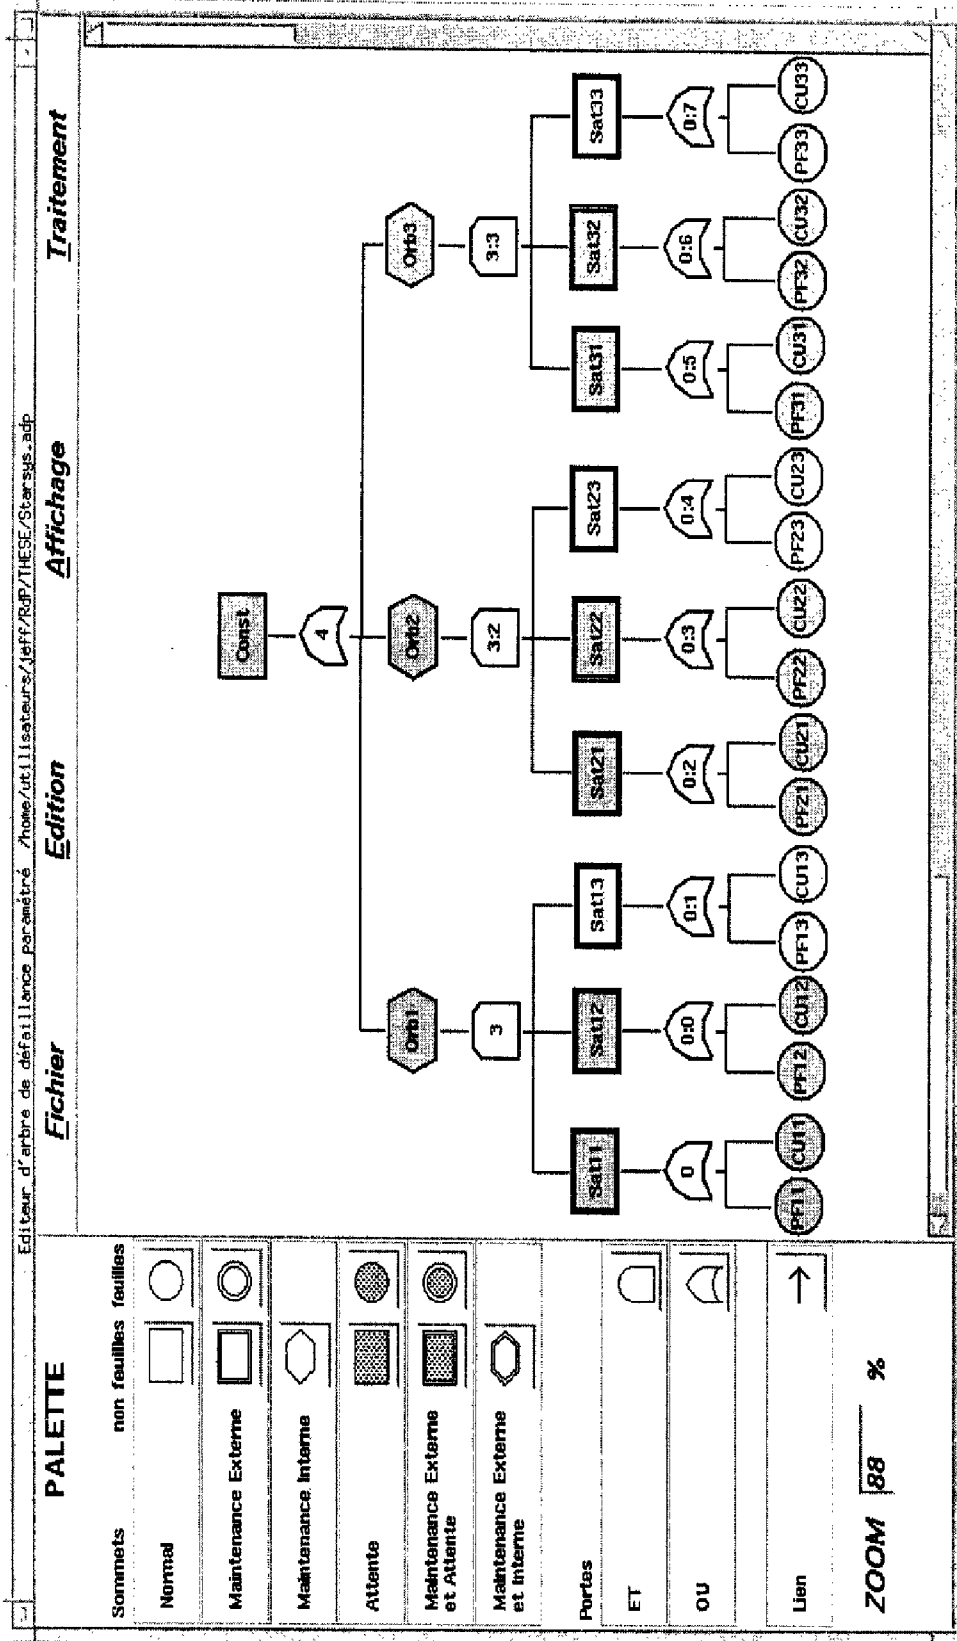 Editeur d'arbre de défaillance paramétré /home/utilisateurs/jeff/RdP/THESE/Starsys.adp
PALETTE
Fichier Edition Affichage Traitement
Sommets non feuilles feuilles
Normal
Maintenance Externe
Maintenance Interne
Attente
Maintenance Externe
et Attente
Maintenance Externe
et Interne
Portes
ET
OU
Lien
ZOOM 88 %
Const
4
Orb1 Orb2 Orb3
3 3:2 3:3
Sat11 Sat12 Sat13 Sat21 Sat22 Sat23 Sat31 Sat32 Sat33
0 0:0 0:1 0:2 0:3 0:4 0:5 0:6 0:7
PF11 CU11 PF12 CU12 PF13 CU13 PF21 CU21 PF22 CU22 PF23 CU23 PF31 CU31 PF32 CU32 PF33 CU33